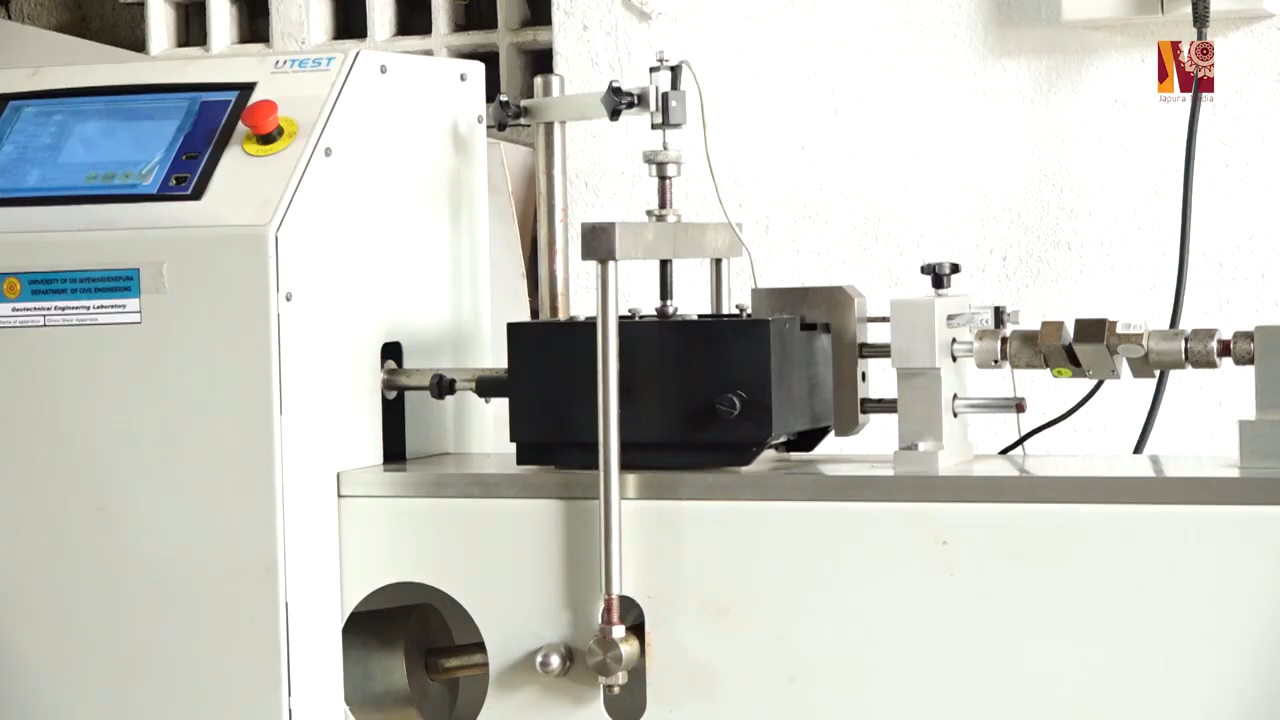 UTEST
Japura Media
STOP
UNIVERSITY OF SRI JAYEWARDENEPURA
DEPARTMENT OF CIVIL ENGINEERING
Geotechnical Engineering Laboratory
Name of apparatus
Direct Shear Apparatus